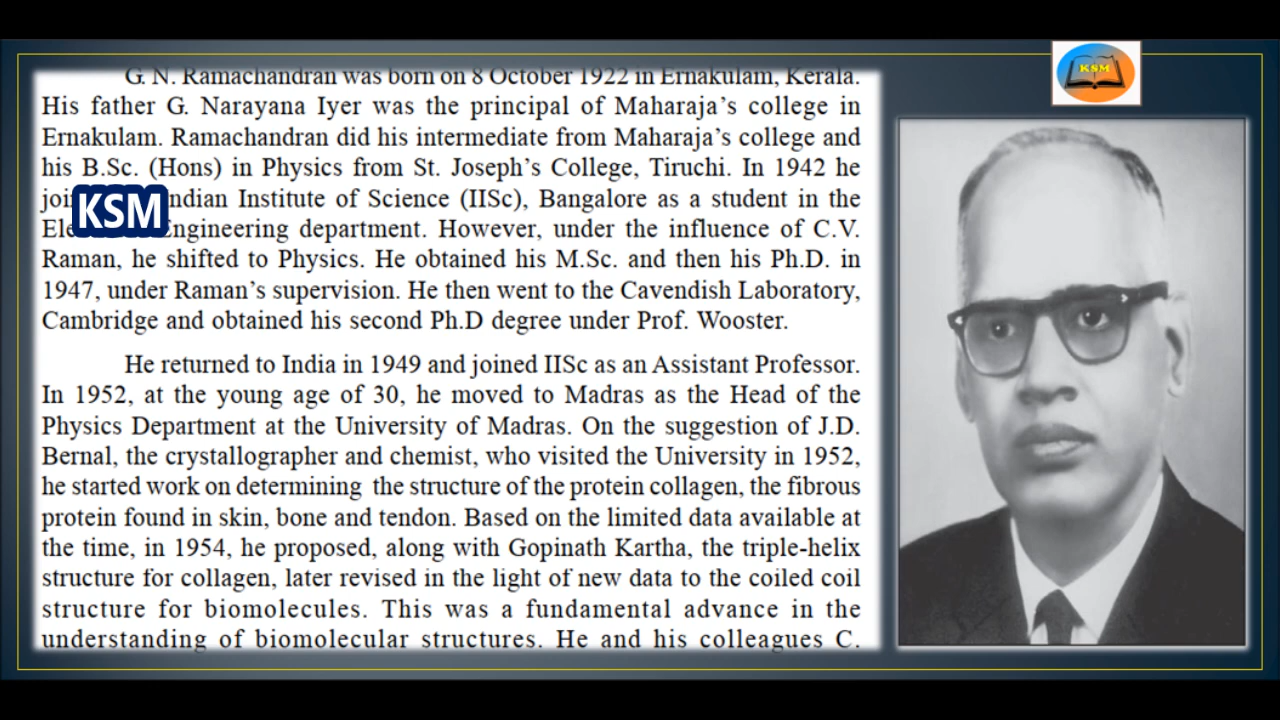 KSM
G. N. Ramachandran was born on 8 October 1922 in Ernakulam, Kerala.
His father G. Narayana Iyer was the principal of Maharaja’s college in
Ernakulam. Ramachandran did his intermediate from Maharaja’s college and
his B.Sc. (Hons) in Physics from St. Joseph’s College, Tiruchi. In 1942 he
Indian Institute of Science (IISc), Bangalore as a student in the
KSM
Engineering department. However, under the influence of C.V.
Raman, he shifted to Physics. He obtained his M.Sc. and then his Ph.D. in
1947, under Raman’s supervision. He then went to the Cavendish Laboratory,
Cambridge and obtained his second Ph.D degree under Prof. Wooster.
He returned to India in 1949 and joined IISc as an Assistant Professor.
In 1952, at the young age of 30, he moved to Madras as the Head of the
Physics Department at the University of Madras. On the suggestion of J.D.
Bernal, the crystallographer and chemist, who visited the University in 1952,
he started work on determining the structure of the protein collagen, the fibrous
protein found in skin, bone and tendon. Based on the limited data available at
the time, in 1954, he proposed, along with Gopinath Kartha, the triple-helix
structure for collagen, later revised in the light of new data to the coiled coil
structure for biomolecules. This was a fundamental advance in the
understanding of biomolecular structures. He and his colleagues C.